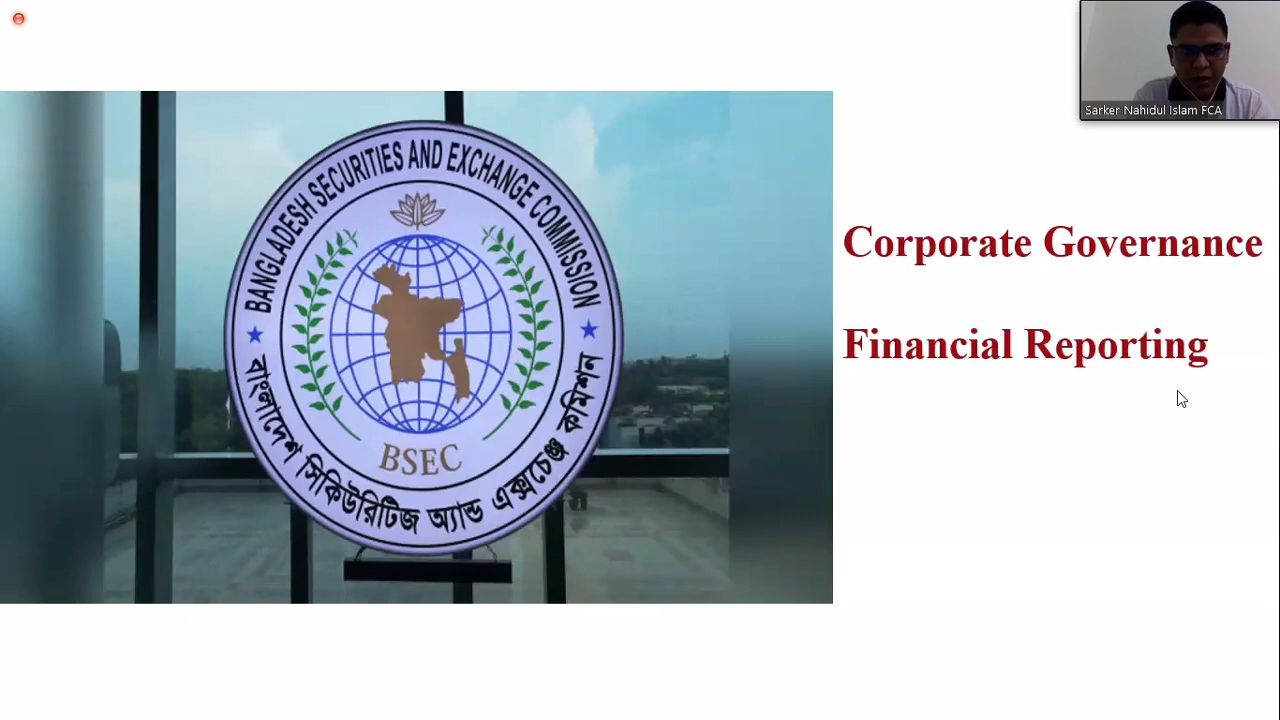 Sarker Nahidul Islam FCA
BANGLADESH SECURITIES AND EXCHANGE COMMISSION
BSEC
বাংলাদেশ সিকিউরিটিজ অ্যান্ড এক্সচেঞ্জ কমিশন
Corporate Governance
Financial Reporting